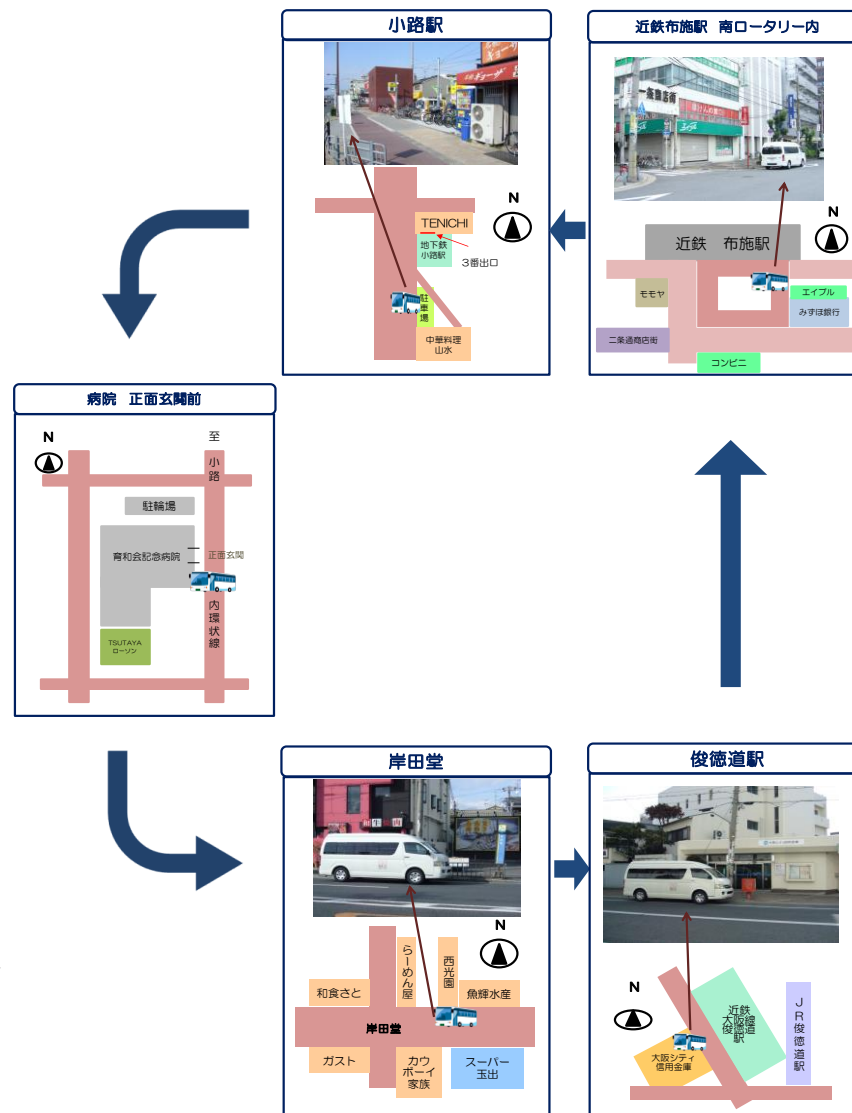 小路駅
近鉄布施駅 南ロータリー内
一条商店街
N
TENICHI
地下鉄
小路駅
3番出口
駐車場
中華料理
山水
N
近鉄 布施駅
モモヤ
エイブル
みずほ銀行
二条通商店街
コンビニ
病院 正面玄関前
N
至
小路
駐輪場
育和会記念病院
正面玄関
内環状線
TSUTAYA
ローソン
岸田堂
俊徳道駅
N
らーめん屋
西光園
和食さと
魚輝水産
岸田堂
ガスト
カウ
ボーイ
家族
スーパー
玉出
N
近鉄
大阪線
俊徳道
駅
JR俊徳道駅
大阪シティ
信用金庫